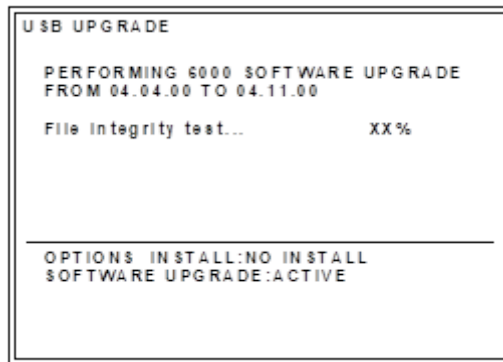 USB UPGRADE
PERFORMING 6000 SOFTWARE UPGRADE
FROM 04.04.00 TO 04.11.00
File integrity test... XX%
OPTIONS INSTALL:NO INSTALL
SOFTWARE UPGRADE:ACTIVE